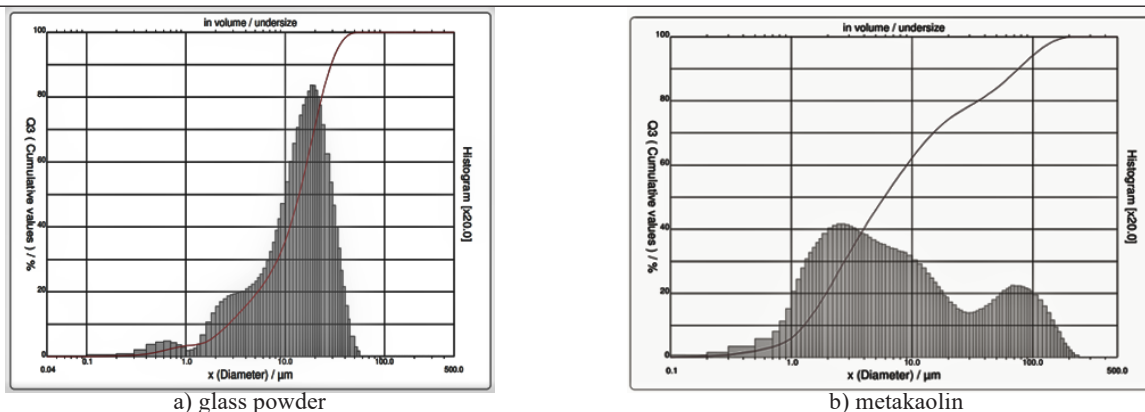 in volume / undersize
100
80
60
40
20
0
Q3 ( Cumulative values ) / %
Histogram [x20.0]
0.04
0.1
1.0
10.0
100.0
500.0
x (Diameter) / µm
a) glass powder
in volume / undersize
100
80
60
40
20
0
Q3 ( Cumulative values ) / %
Histogram [x20.0]
0.1
1.0
10.0
100.0
500.0
x (Diameter) / µm
b) metakaolin